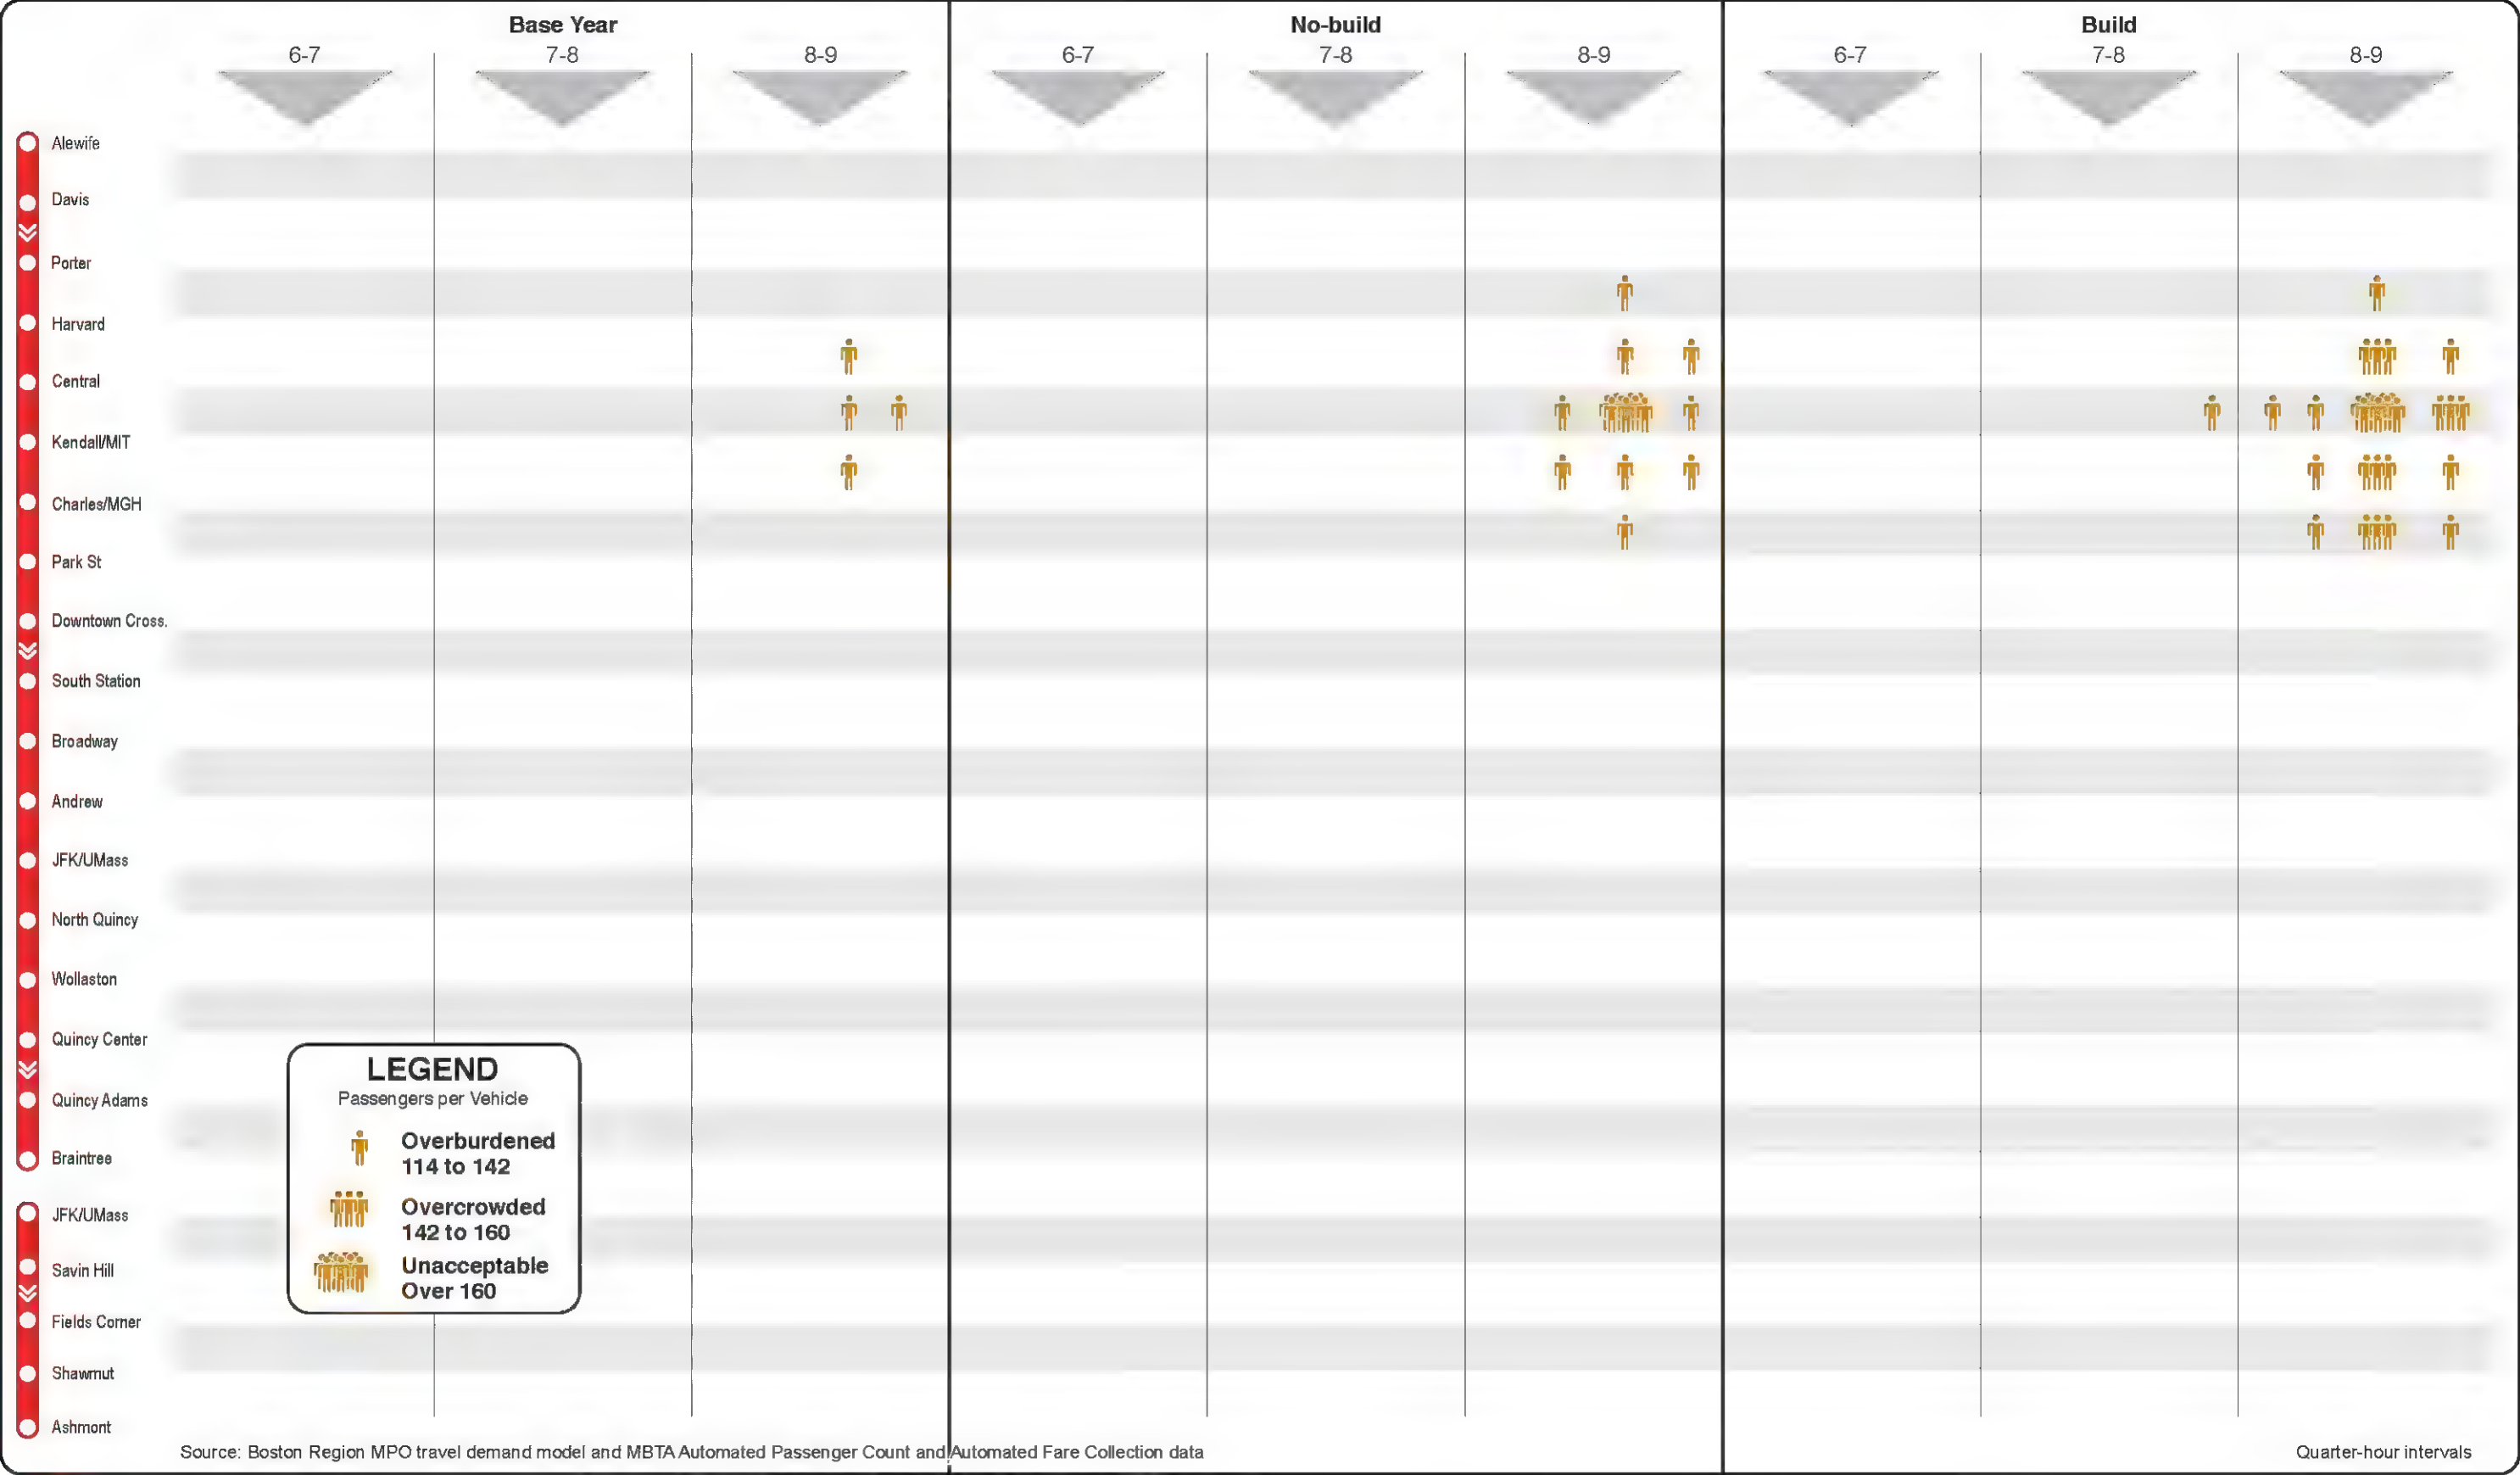 Base Year
No-build
Build
6-7
7-8
8-9
6-7
7-8
8-9
6-7
7-8
8-9
Alewife
Davis
Porter
Harvard
Central
Kendall/MIT
Charles/MGH
Park St
Downtown Cross.
South Station
Broadway
Andrew
JFK/UMass
North Quincy
Wollaston
Quincy Center
Quincy Adams
Braintree
JFK/UMass
Savin Hill
Fields Corner
Shawmut
Ashmont
LEGEND
Passengers per Vehicle
Overburdened
114 to 142
Overcrowded
142 to 160
Unacceptable
Over 160
Source: Boston Region MPO travel demand model and MBTA Automated Passenger Count and Automated Fare Collection data
Quarter-hour intervals